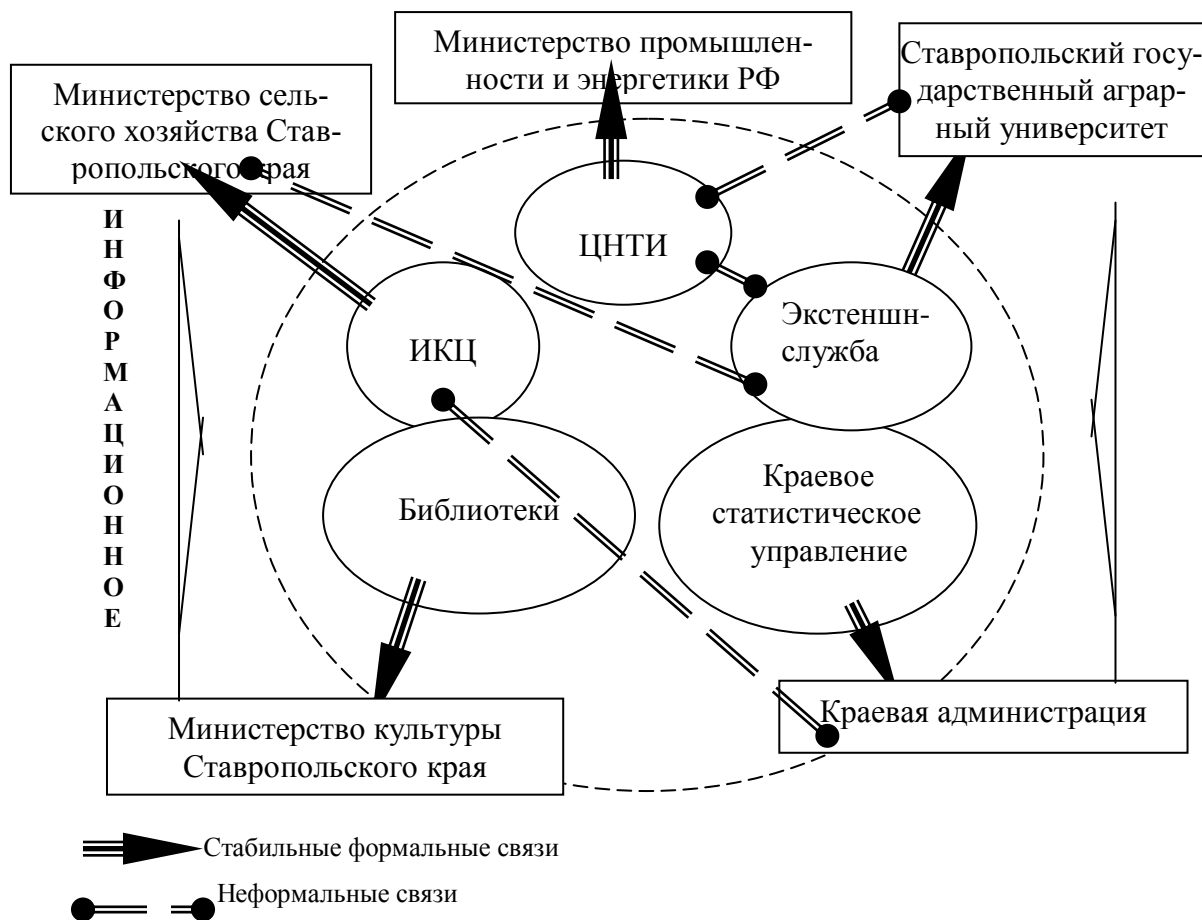 Министерство промышлен-
ности и энергетики РФ
Ставропольский госу-
дарственный аграр-
ный университет
Министерство сель-
ского хозяйства Став-
ропольского края
И
Н
Ф
О
Р
М
А
Ц
И
О
Н
Н
О
Е
ЦНТИ
Экстеншн-
служба
ИКЦ
Библиотеки
Краевое
статистическое
управление
Министерство культуры
Ставропольского края
Краевая администрация
Стабильные формальные связи
Неформальные связи